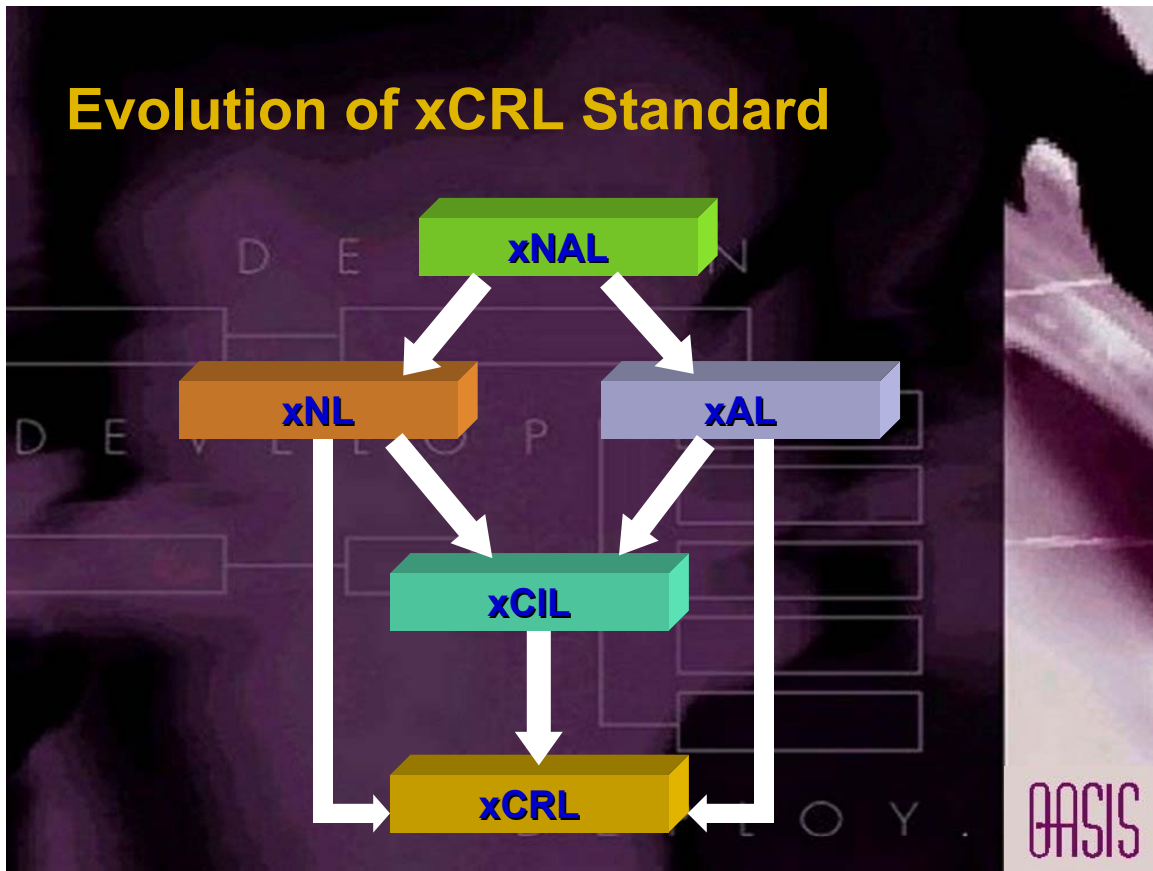 Evolution of xCRL Standard
xNAL
D E N
xNL
xAL
D E V E L O P
xCIL
xCRL
D E P L O Y .
OASIS